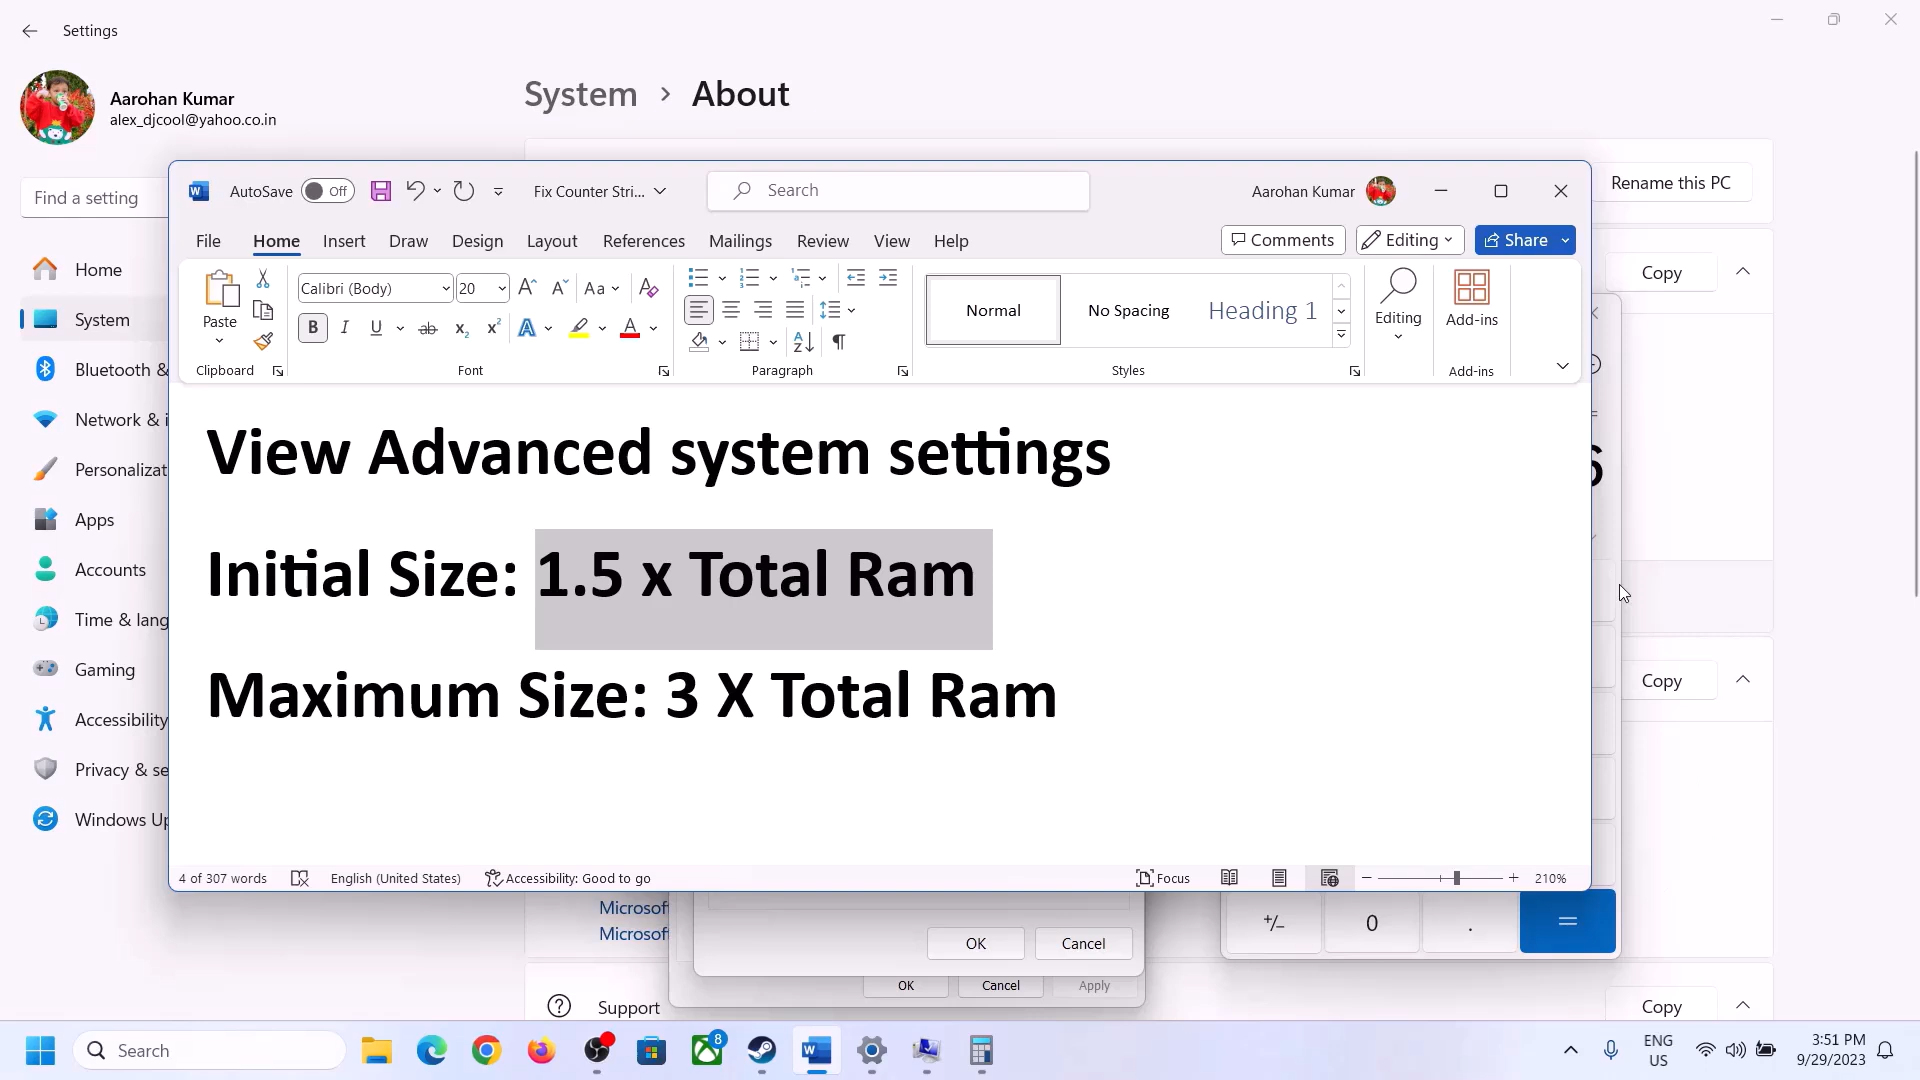 Settings
Aarohan Kumar
alex_djcool@yahoo.co.in
System > About
Find a setting
Home
System
Bluetooth &
Network & i
Personalizat
Apps
Accounts
Time & lang
Gaming
Accessibility
Privacy & se
Windows Up
Rename this PC
Copy
AutoSave Off
Fix Counter Stri...
Search
Aarohan Kumar
File Home Insert Draw Design Layout References Mailings Review View Help
Comments Editing Share
Paste
Calibri (Body) 20
Normal
No Spacing
Heading 1
Editing
Add-ins
Clipboard Font Paragraph Styles Add-ins
View Advanced system settings
Initial Size: 1.5 x Total Ram
Maximum Size: 3 X Total Ram
Copy
4 of 307 words English (United States) Accessibility: Good to go Focus 210%
Microsof
Microsof
OK Cancel
OK Cancel Apply
+/- 0 . =
Support
Copy
Search
8
ENG
US
3:51 PM
9/29/2023